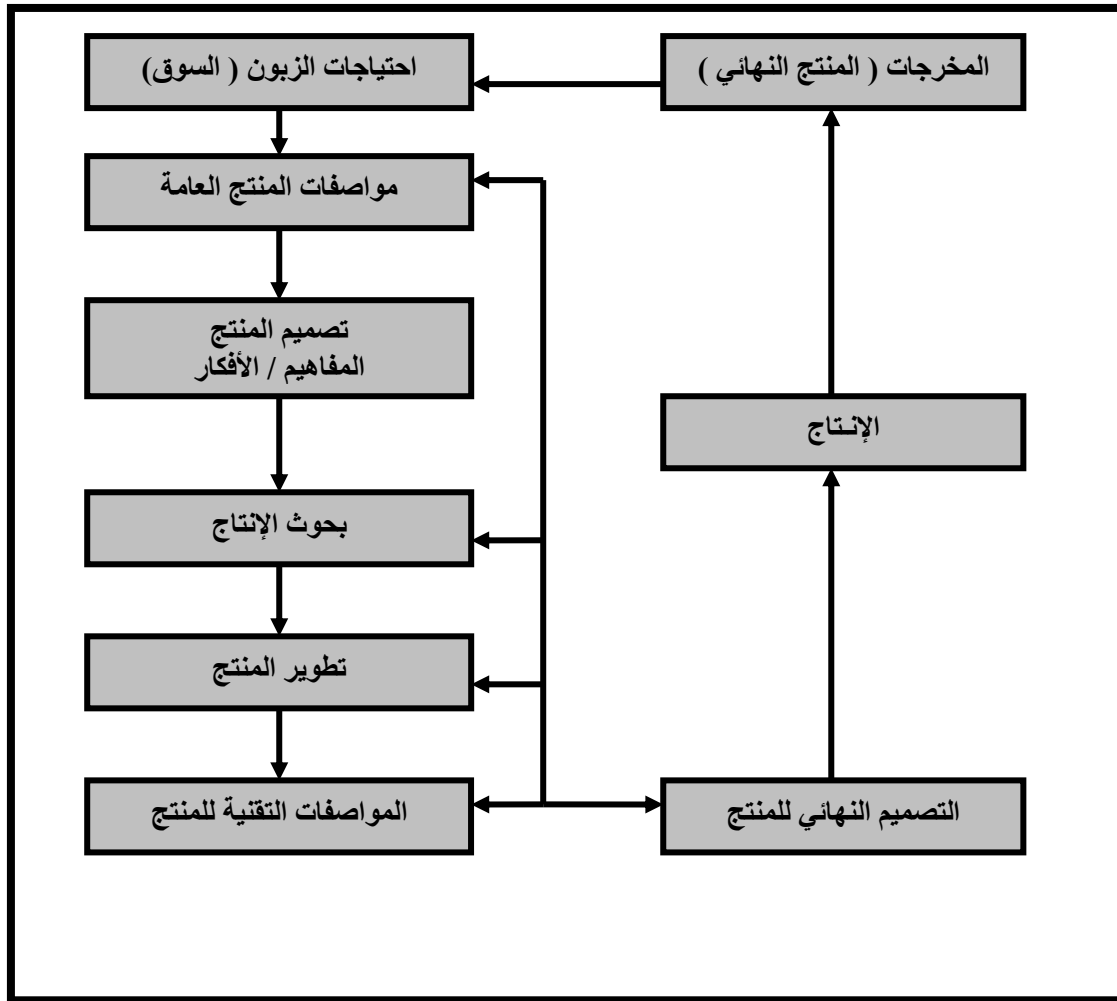 احتياجات الزبون ( السوق)
المخرجات ( المنتج النهائي )
مواصفات المنتج العامة
تصميم المنتج
المفاهيم / الأفكار
الإنـتاج
بحوث الإنتاج
تطوير المنتج
المواصفات التقنية للمنتج
التصميم النهائي للمنتج